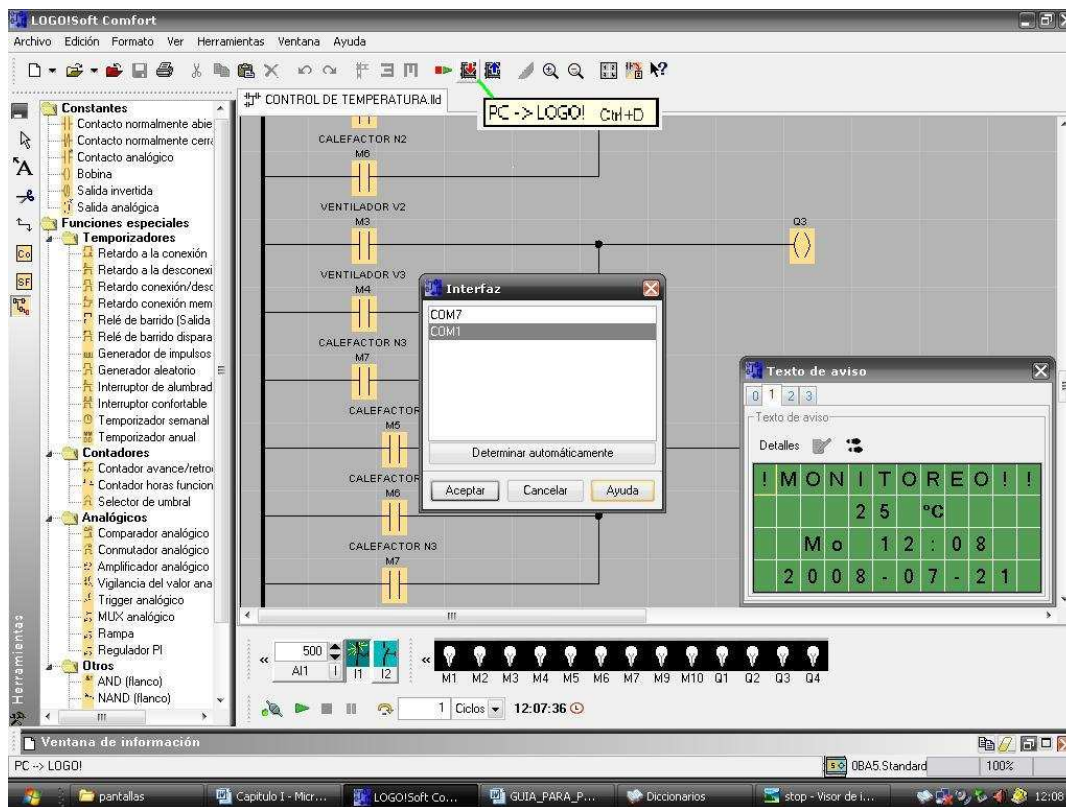 LOGO!Soft Comfort
Archivo Edición Formato Ver Herramientas Ventana Ayuda
CONTROL DE TEMPERATURA.lld
PC -> LOGO! Ctrl+D
Constantes
Contacto normalmente abie
Contacto normalmente cerra
Contacto analógico
Bobina
Salida invertida
Salida analógica
Funciones especiales
Temporizadores
Retardo a la conexión
Retardo a la desconexi
Retardo conexión/desc
Retardo conexión mem
Relé de barrido (Salida
Relé de barrido dispara
Generador de impulsos
Generador aleatorio
Interruptor de alumbrad
Interruptor confortable
Temporizador semanal
Temporizador anual
Contadores
Contador avance/retro
Contador horas funcion
Selector de umbral
Analógicos
Comparador analógico
Conmutador analógico
Amplificador analógico
Vigilancia del valor ana
Trigger analógico
MUX analógico
Rampa
Regulador PI
Otros
AND (flanco)
NAND (flanco)
Herramientas
Co
SF
CALEFACTOR N2
M6
VENTILADOR V2
M3
Q3
VENTILADOR V3
M4
CALEFACTOR N3
M7
CALEFACTOR
M5
CALEFACTOR
M6
CALEFACTOR N3
M7
Interfaz
COM7
COM1
Determinar automáticamente
Aceptar Cancelar Ayuda
Texto de aviso
0 1 2 3
Texto de aviso
Detalles
! MONITOREO! !
25 °C
Mo 12:08
2008-07-21
500
AI1 I1 I2
M1 M2 M3 M4 M5 M6 M7 M9 M10 Q1 Q2 Q3 Q4
1 Ciclos 12:07:36
Ventana de información
PC --> LOGO!
0BA5.Standard 100%
pantallas Capitulo I - Micr... LOGO!Soft Co... GUIA_PARA_P... Diccionarios stop - Visor de i... 12:08